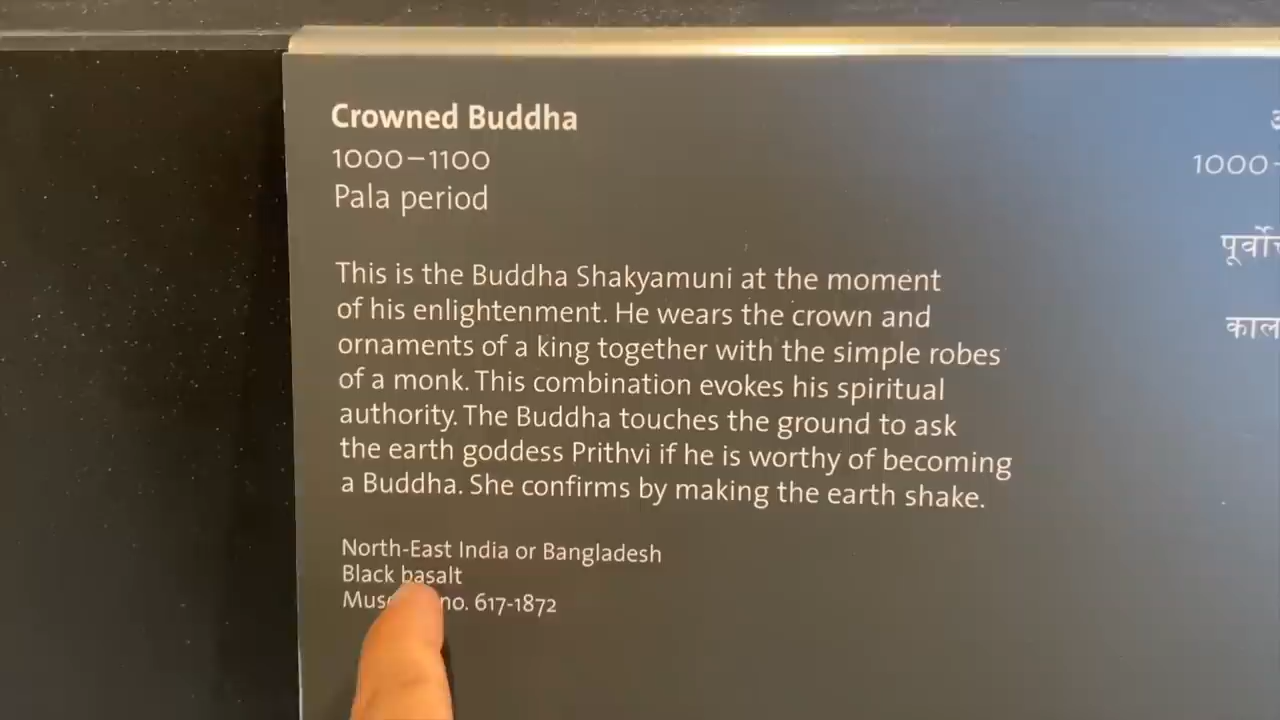 Crowned Buddha
1000–1100
Pala period
This is the Buddha Shakyamuni at the moment
of his enlightenment. He wears the crown and
ornaments of a king together with the simple robes
of a monk. This combination evokes his spiritual
authority. The Buddha touches the ground to ask
the earth goddess Prithvi if he is worthy of becoming
a Buddha. She confirms by making the earth shake.
North-East India or Bangladesh
Black basalt
no. 617-1872
1000-
काल